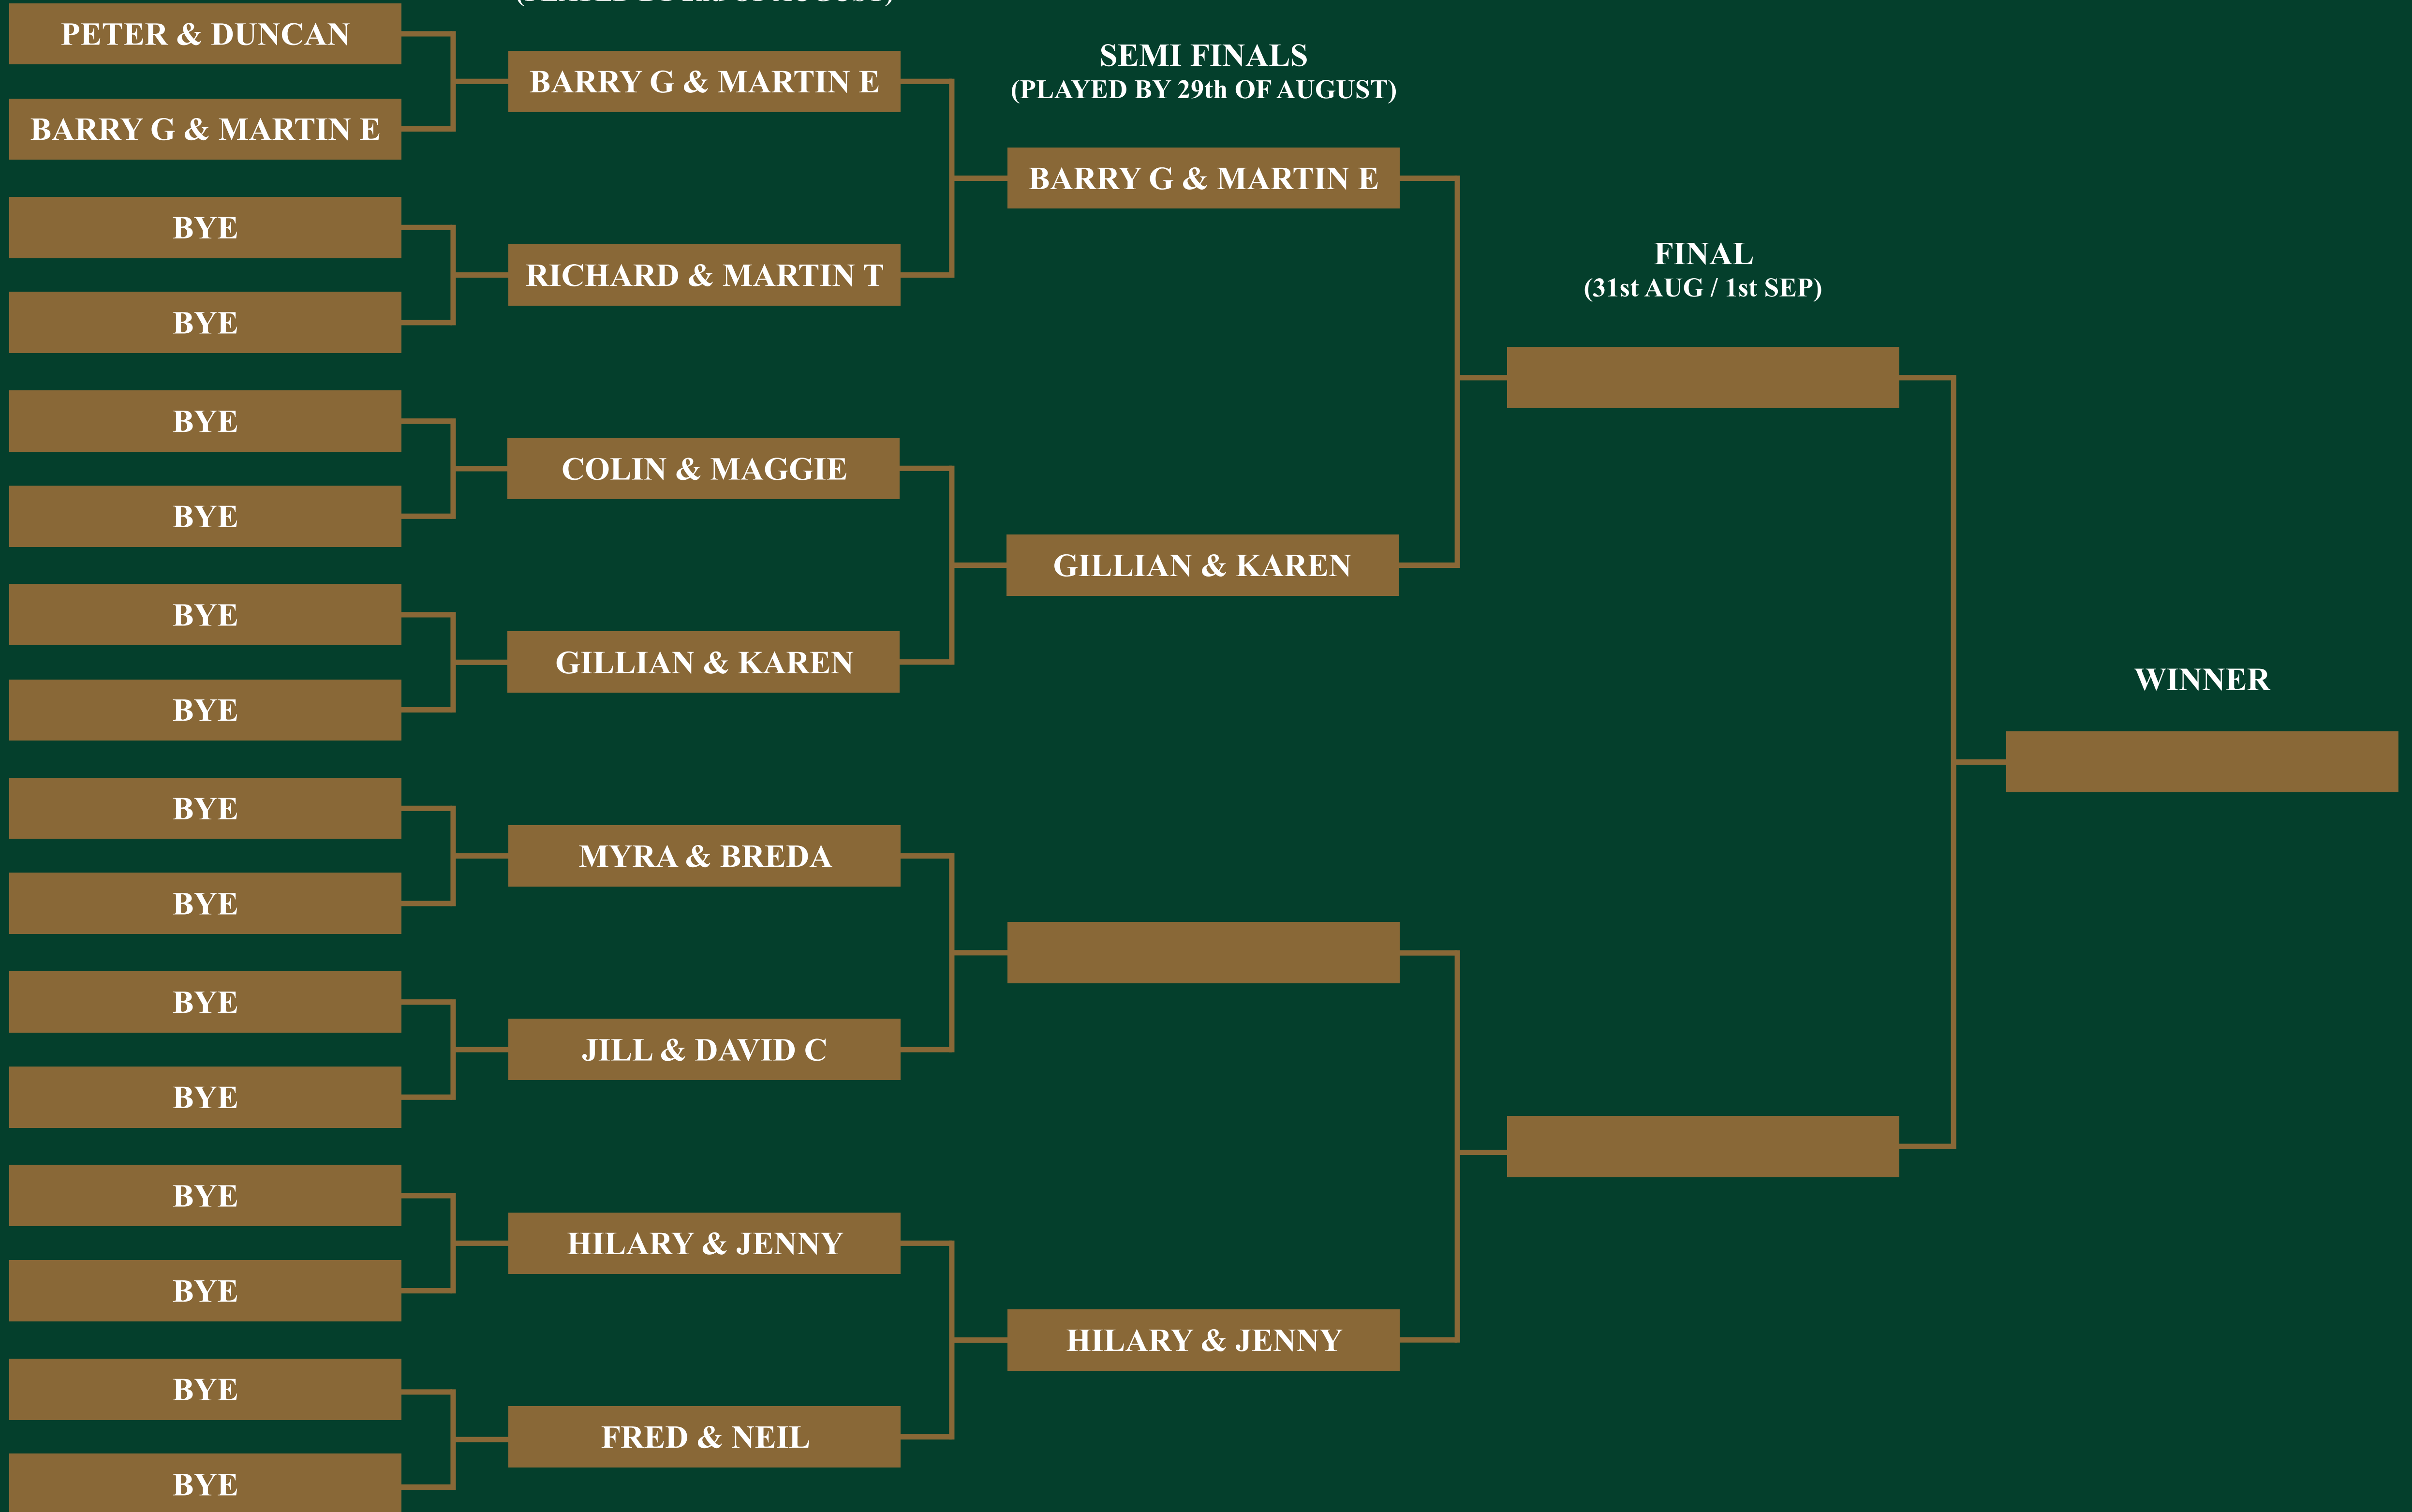 PETER & DUNCAN
BARRY G & MARTIN E
BYE
BYE
BYE
BYE
BYE
BYE
BYE
BYE
BYE
BYE
BYE
BYE
BYE
BYE
BARRY G & MARTIN E
RICHARD & MARTIN T
COLIN & MAGGIE
GILLIAN & KAREN
MYRA & BREDA
JILL & DAVID C
HILARY & JENNY
FRED & NEIL
SEMI FINALS
(PLAYED BY 29th OF AUGUST)
BARRY G & MARTIN E
GILLIAN & KAREN
HILARY & JENNY
FINAL
(31st AUG / 1st SEP)
WINNER